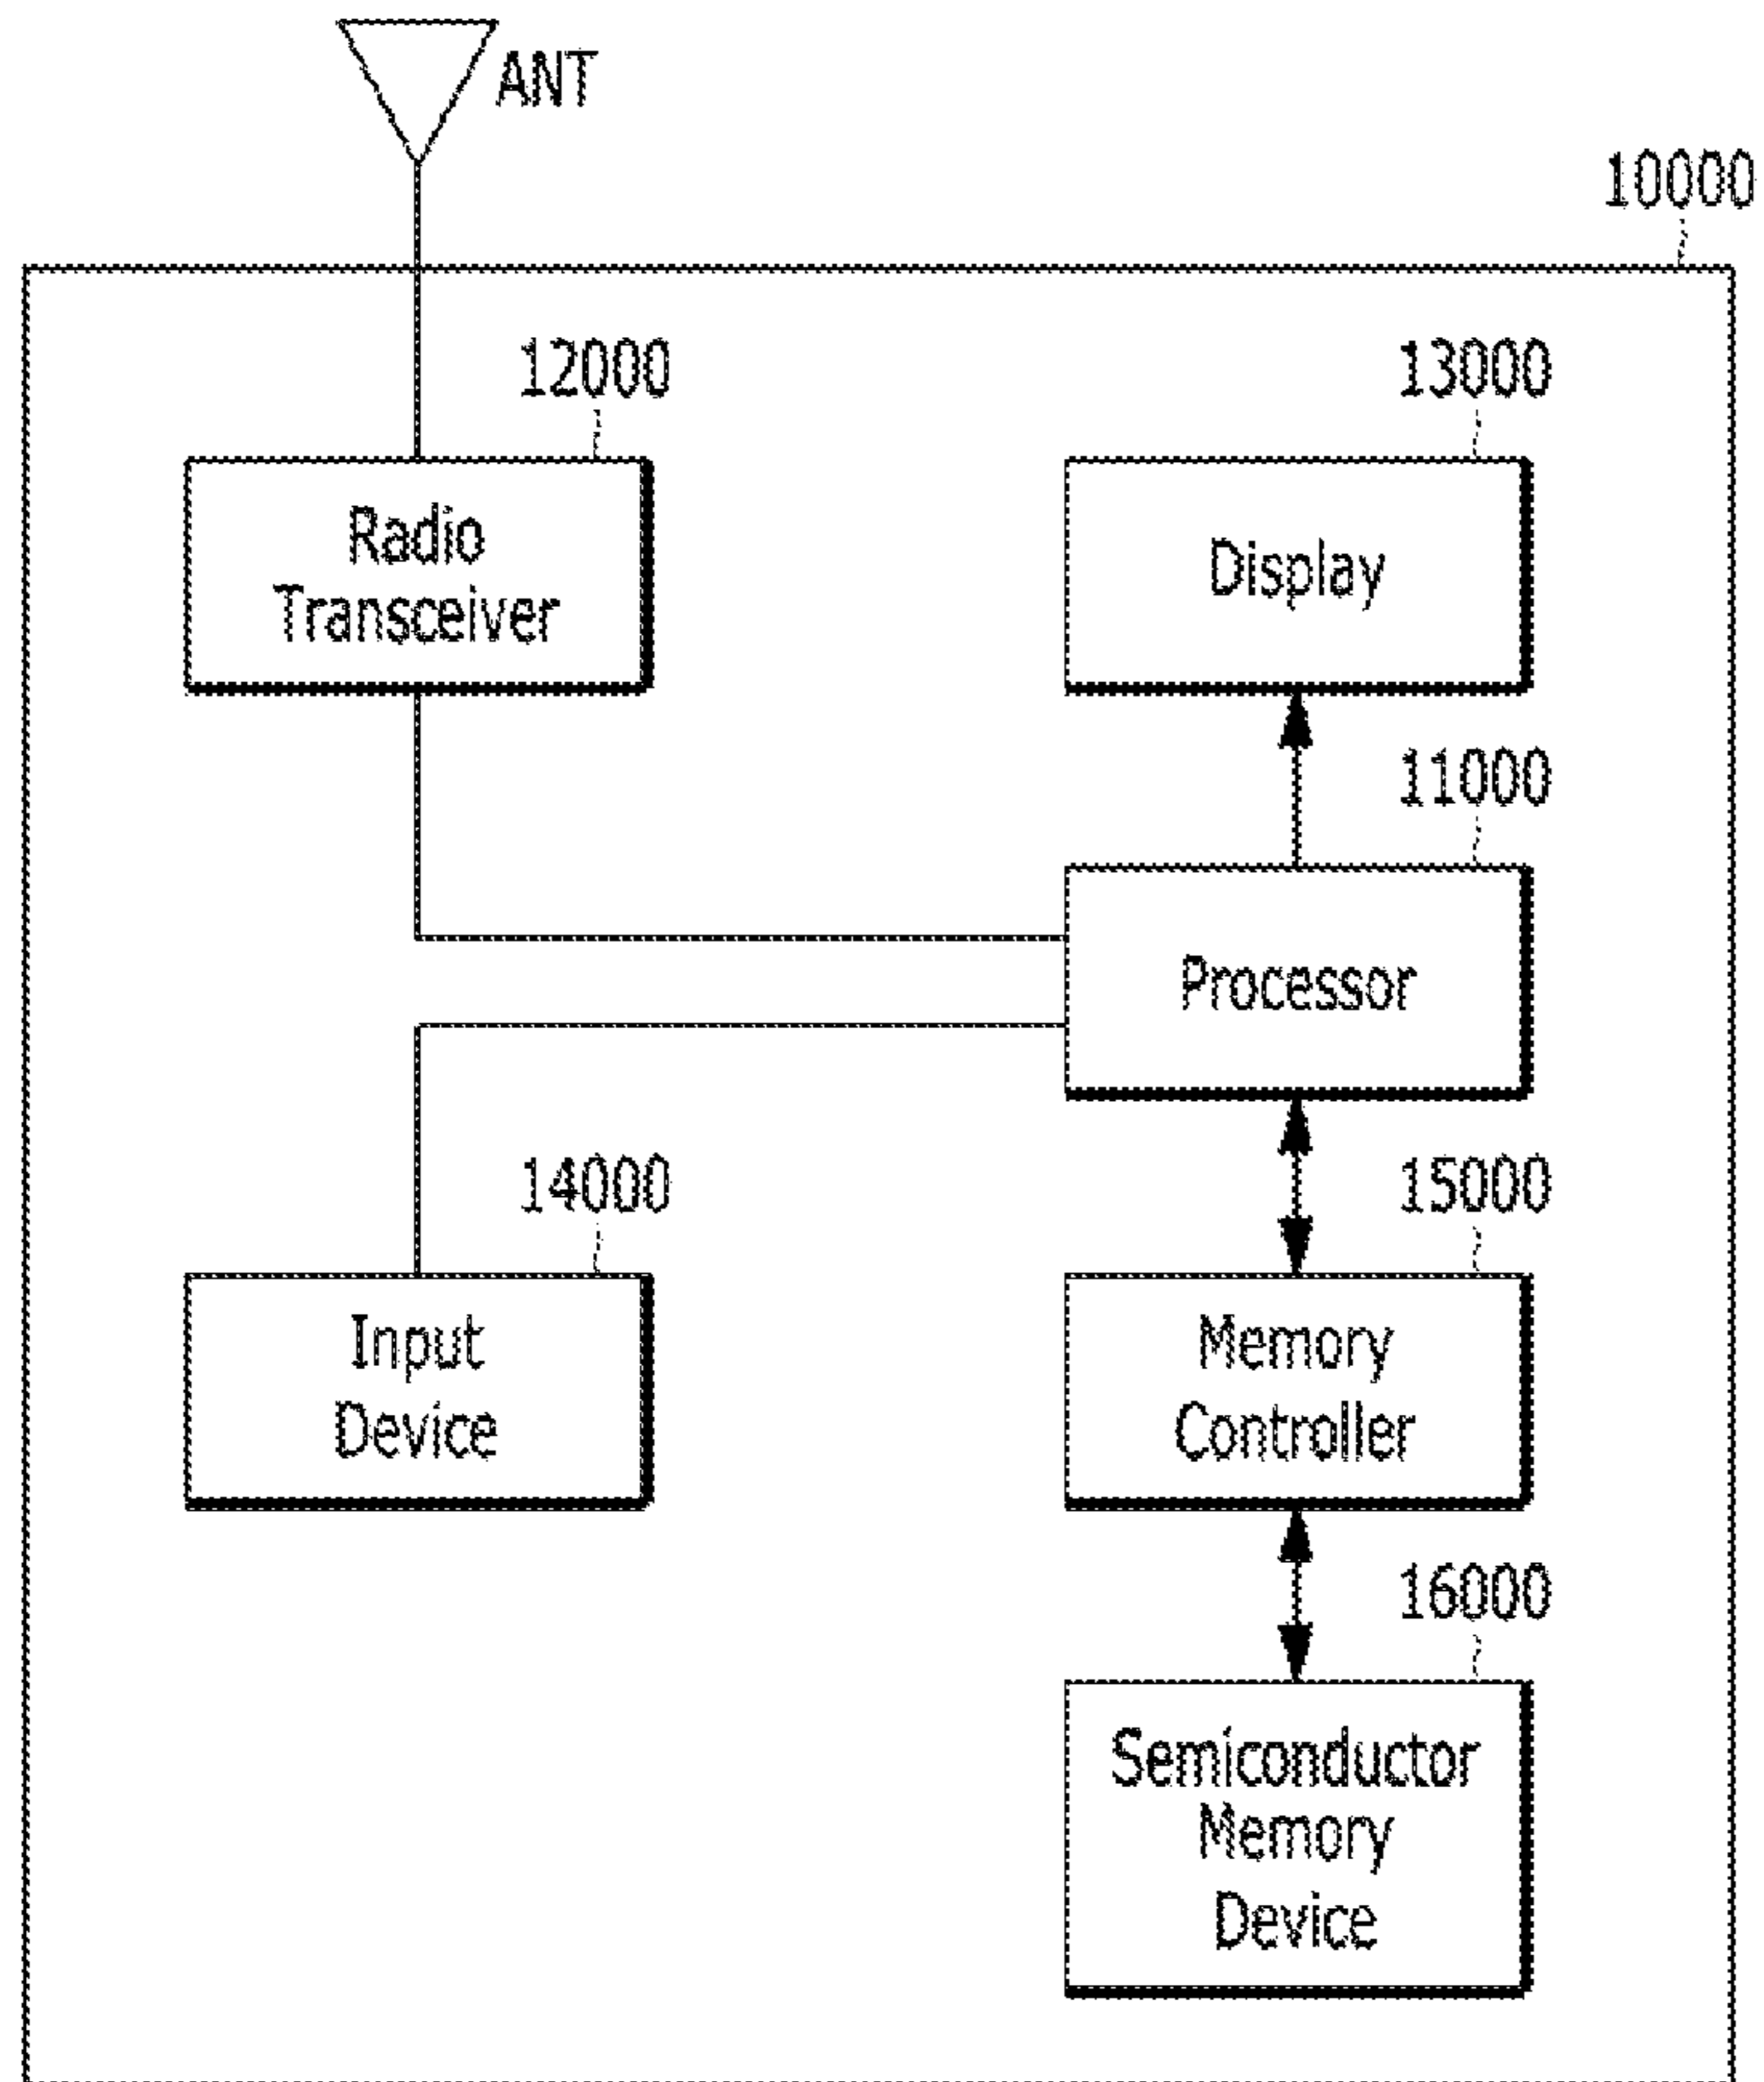 ANT
10000
12000
13000
Radio
Transceiver
Display
11000
Processor
14000
15000
Input
Device
Memory
Controller
16000
Semiconductor
Memory
Device